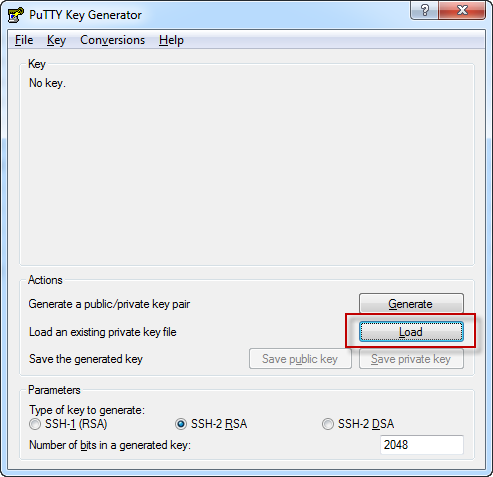 PuTTY Key Generator
File Key Conversions Help
Key
No key.
Actions
Generate a public/private key pair Generate
Load an existing private key file Load
Save the generated key Save public key Save private key
Parameters
Type of key to generate:
SSH-1 (RSA) SSH-2 RSA SSH-2 DSA
Number of bits in a generated key: 2048